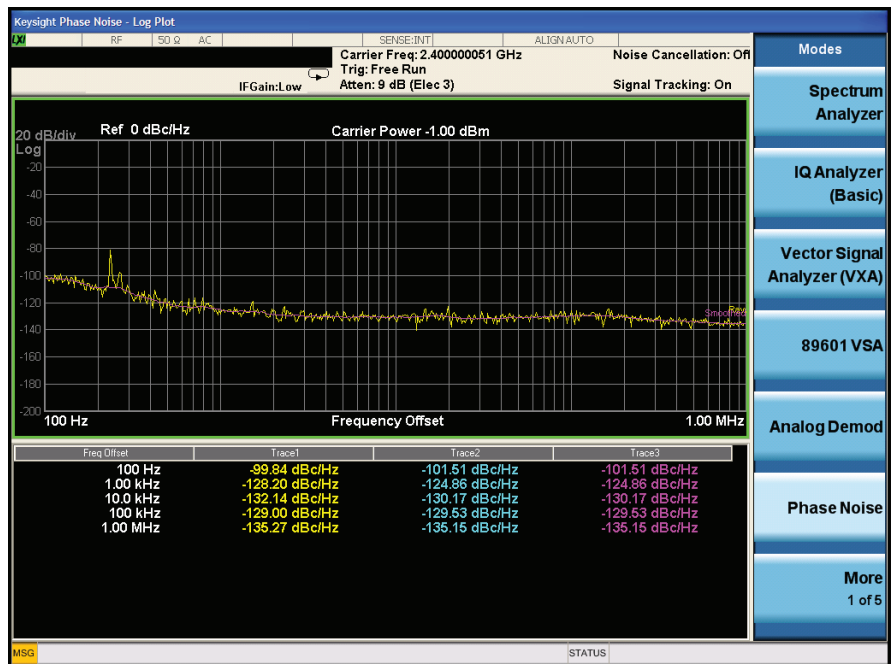 Keysight Phase Noise - Log Plot
LXI RF 50 Ω AC SENSE:INT ALIGN AUTO
Carrier Freq: 2.400000051 GHz Noise Cancellation: Off
Trig: Free Run
IFGain:Low Atten: 9 dB (Elec 3) Signal Tracking: On
20 dB/div Ref 0 dBc/Hz Carrier Power -1.00 dBm
Log
-20
-40
-60
-80
-100
-120
-140
-160
-180
-200
Smoothed
100 Hz Frequency Offset 1.00 MHz
Freq Offset Trace1 Trace2 Trace3
100 Hz -99.84 dBc/Hz -101.51 dBc/Hz -101.51 dBc/Hz
1.00 kHz -128.20 dBc/Hz -124.86 dBc/Hz -124.86 dBc/Hz
10.0 kHz -132.14 dBc/Hz -130.17 dBc/Hz -130.17 dBc/Hz
100 kHz -129.00 dBc/Hz -129.53 dBc/Hz -129.53 dBc/Hz
1.00 MHz -135.27 dBc/Hz -135.15 dBc/Hz -135.15 dBc/Hz
MSG STATUS
Modes
Spectrum
Analyzer
IQ Analyzer
(Basic)
Vector Signal
Analyzer (VXA)
89601 VSA
Analog Demod
Phase Noise
More
1 of 5